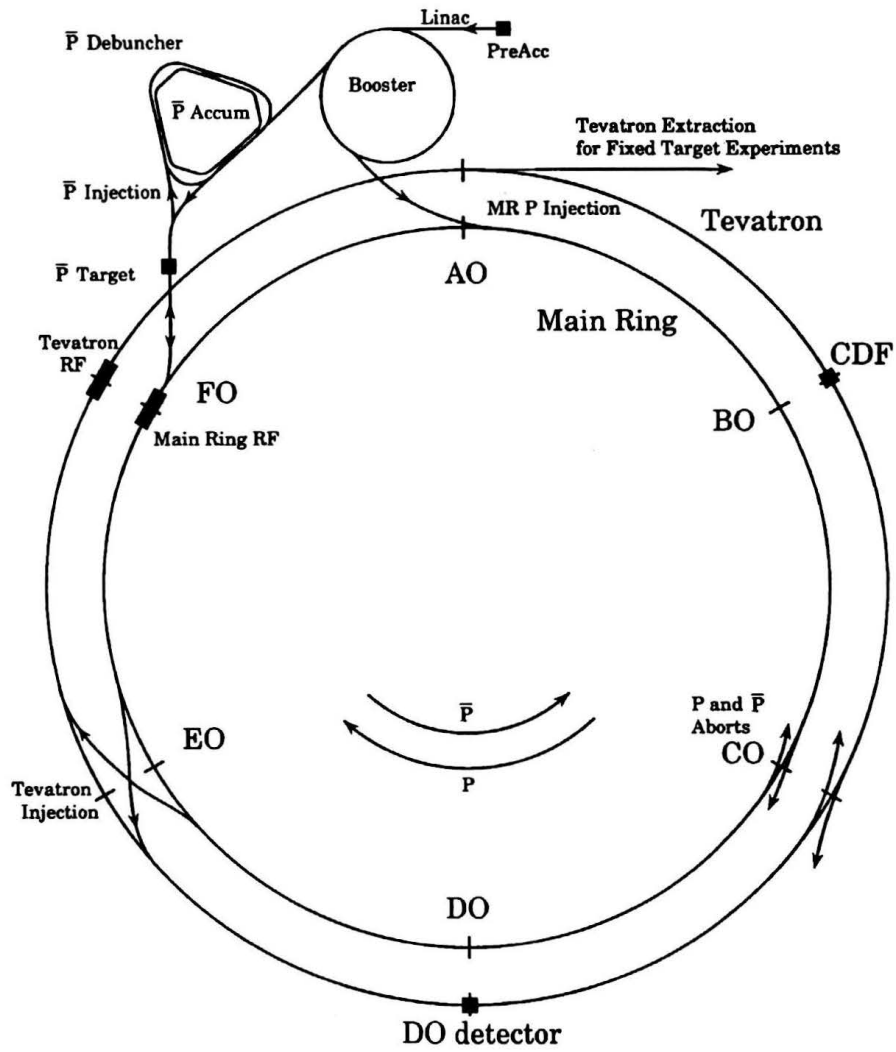 Linac
P̅ Debuncher
PreAcc
Booster
P̅ Accum
Tevatron Extraction
for Fixed Target Experiments
P̅ Injection
MR P Injection
Tevatron
P̅ Target
AO
Main Ring
Tevatron
RF
CDF
FO
BO
Main Ring RF
P̅
P and P̅
Aborts
EO
CO
P
Tevatron
Injection
DO
DO detector